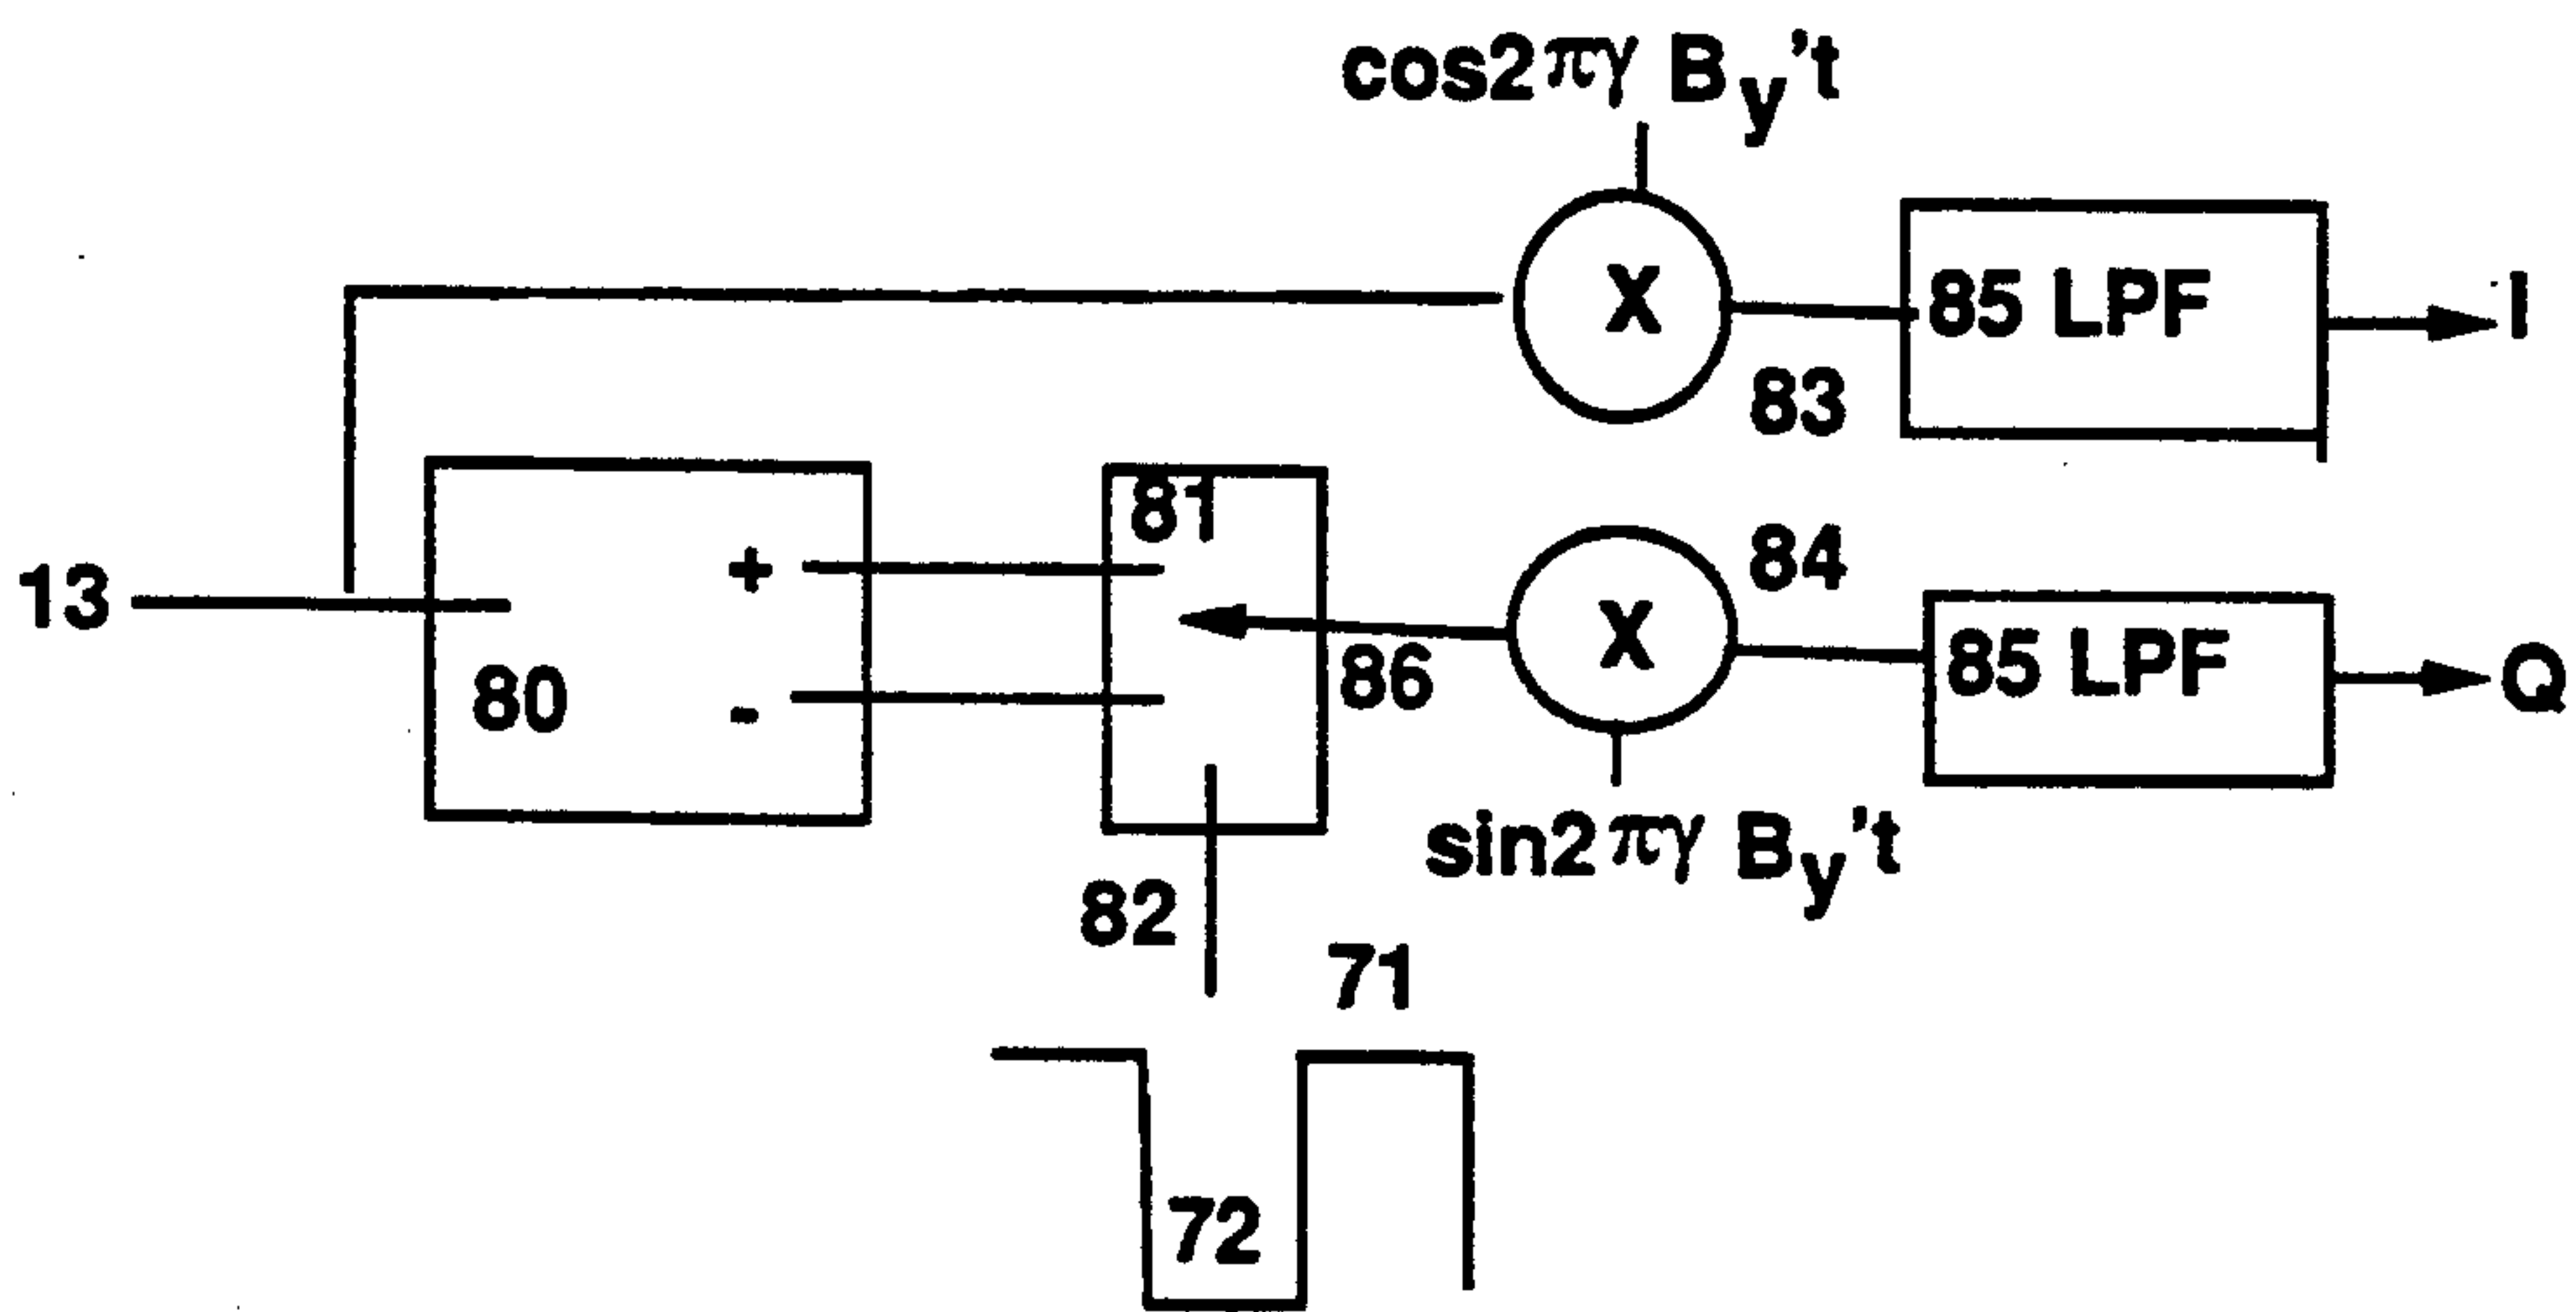 cos2πγ By't
X
85 LPF
I
83
81
84
13
+
X
80
-
86
85 LPF
Q
sin2πγ By't
82
71
72